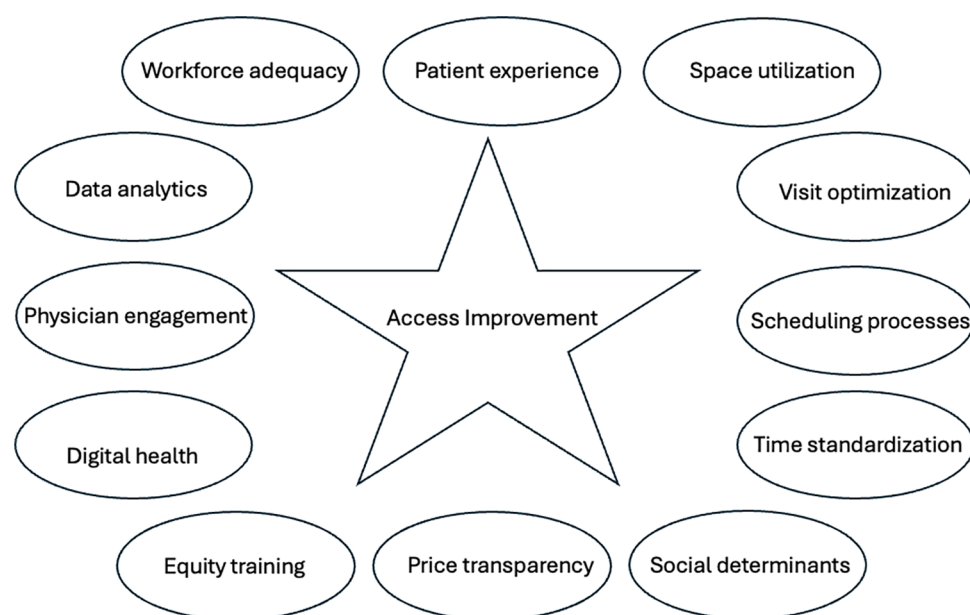 Workforce adequacy
Patient experience
Space utilization
Data analytics
Visit optimization
Physician engagement
Access Improvement
Scheduling processes
Digital health
Time standardization
Equity training
Price transparency
Social determinants